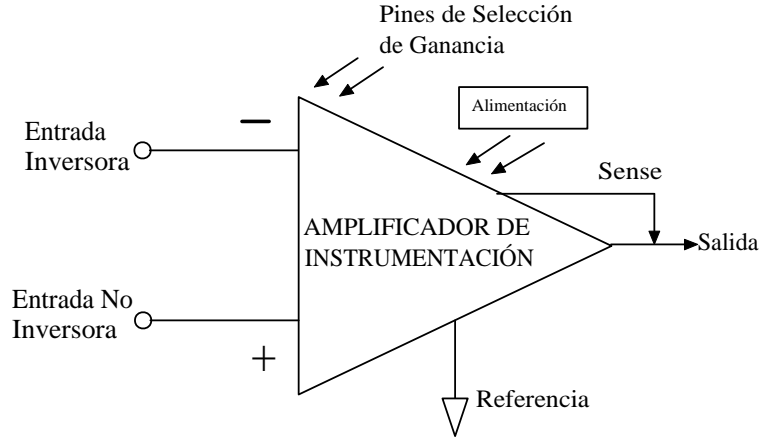 Pines de Selección
de Ganancia
Alimentación
Entrada
Inversora
Sense
AMPLIFICADOR DE
INSTRUMENTACIÓN
Salida
Entrada No
Inversora
Referencia